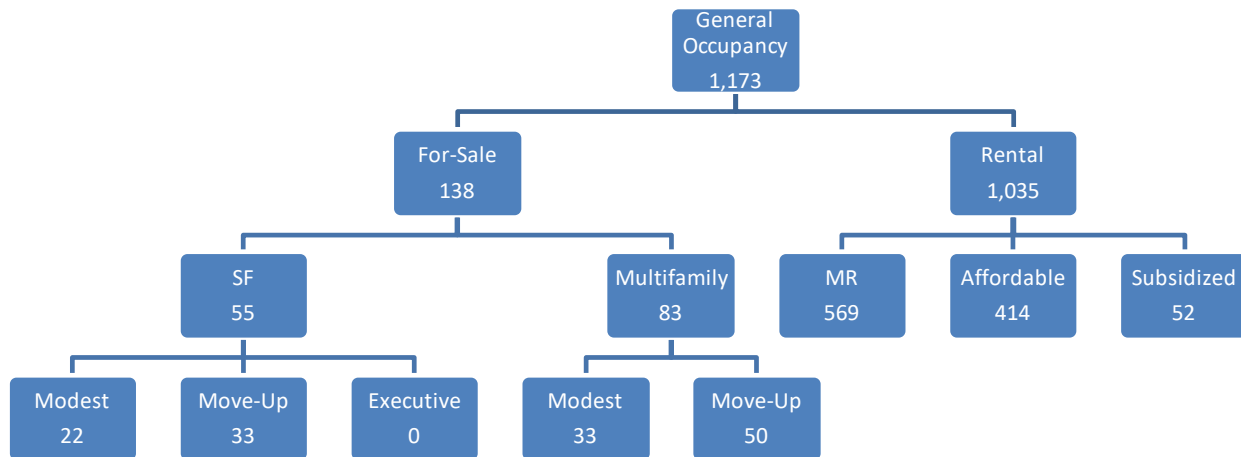 General
Occupancy
1,173
For-Sale
138
Rental
1,035
SF
55
Multifamily
83
MR
569
Affordable
414
Subsidized
52
Modest
22
Move-Up
33
Executive
0
Modest
33
Move-Up
50